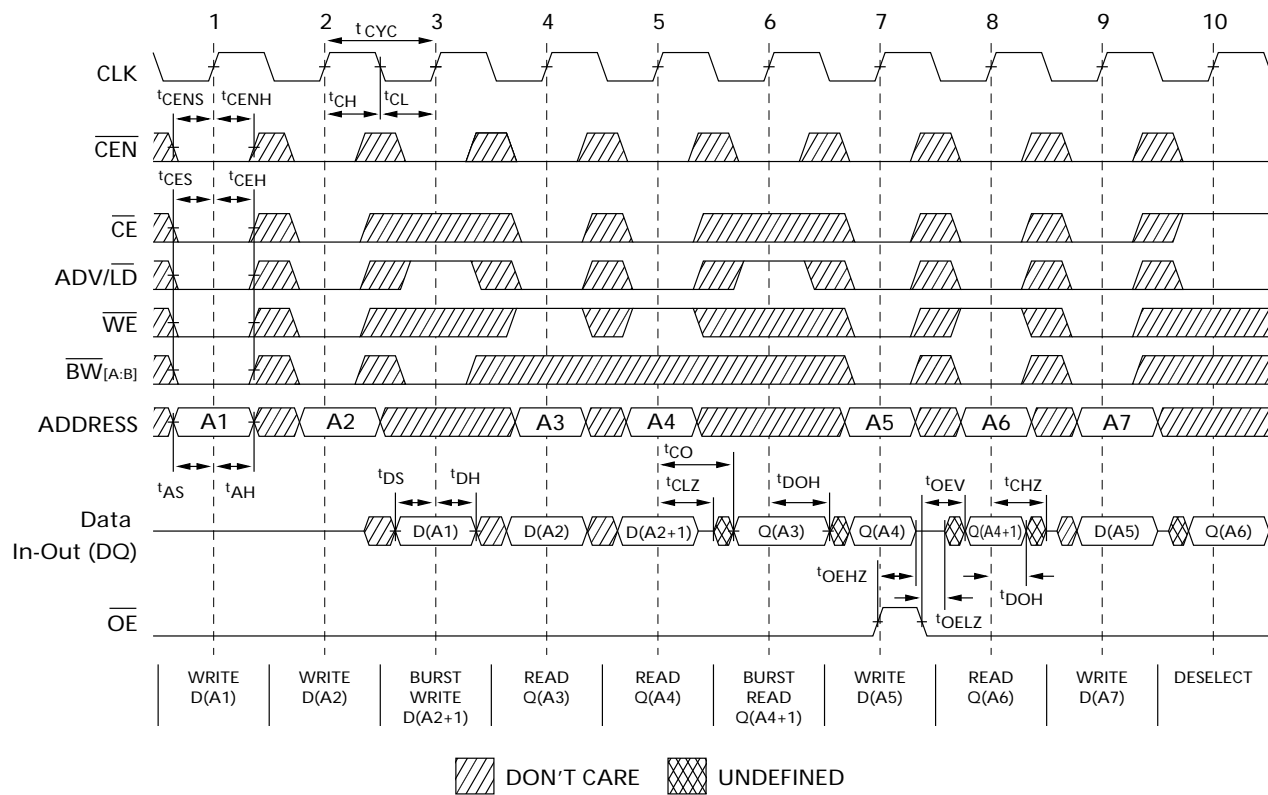 1 2 3 4 5 6 7 8 9 10
tCYC
CLK
tCENS tCENH tCH tCL
CEN
tCES tCEH
CE
ADV/LD
WE
BW[A:B]
ADDRESS A1 A2 A3 A4 A5 A6 A7
tCO
tAS tAH tDS tDH tCLZ tDOH tOEV tCHZ
Data
In-Out (DQ)
D(A1) D(A2) D(A2+1) Q(A3) Q(A4) Q(A4+1) D(A5) Q(A6)
tOEHZ tDOH
tOELZ
OE
WRITE D(A1)
WRITE D(A2)
BURST WRITE D(A2+1)
READ Q(A3)
READ Q(A4)
BURST READ Q(A4+1)
WRITE D(A5)
READ Q(A6)
WRITE D(A7)
DESELECT
DON'T CARE UNDEFINED